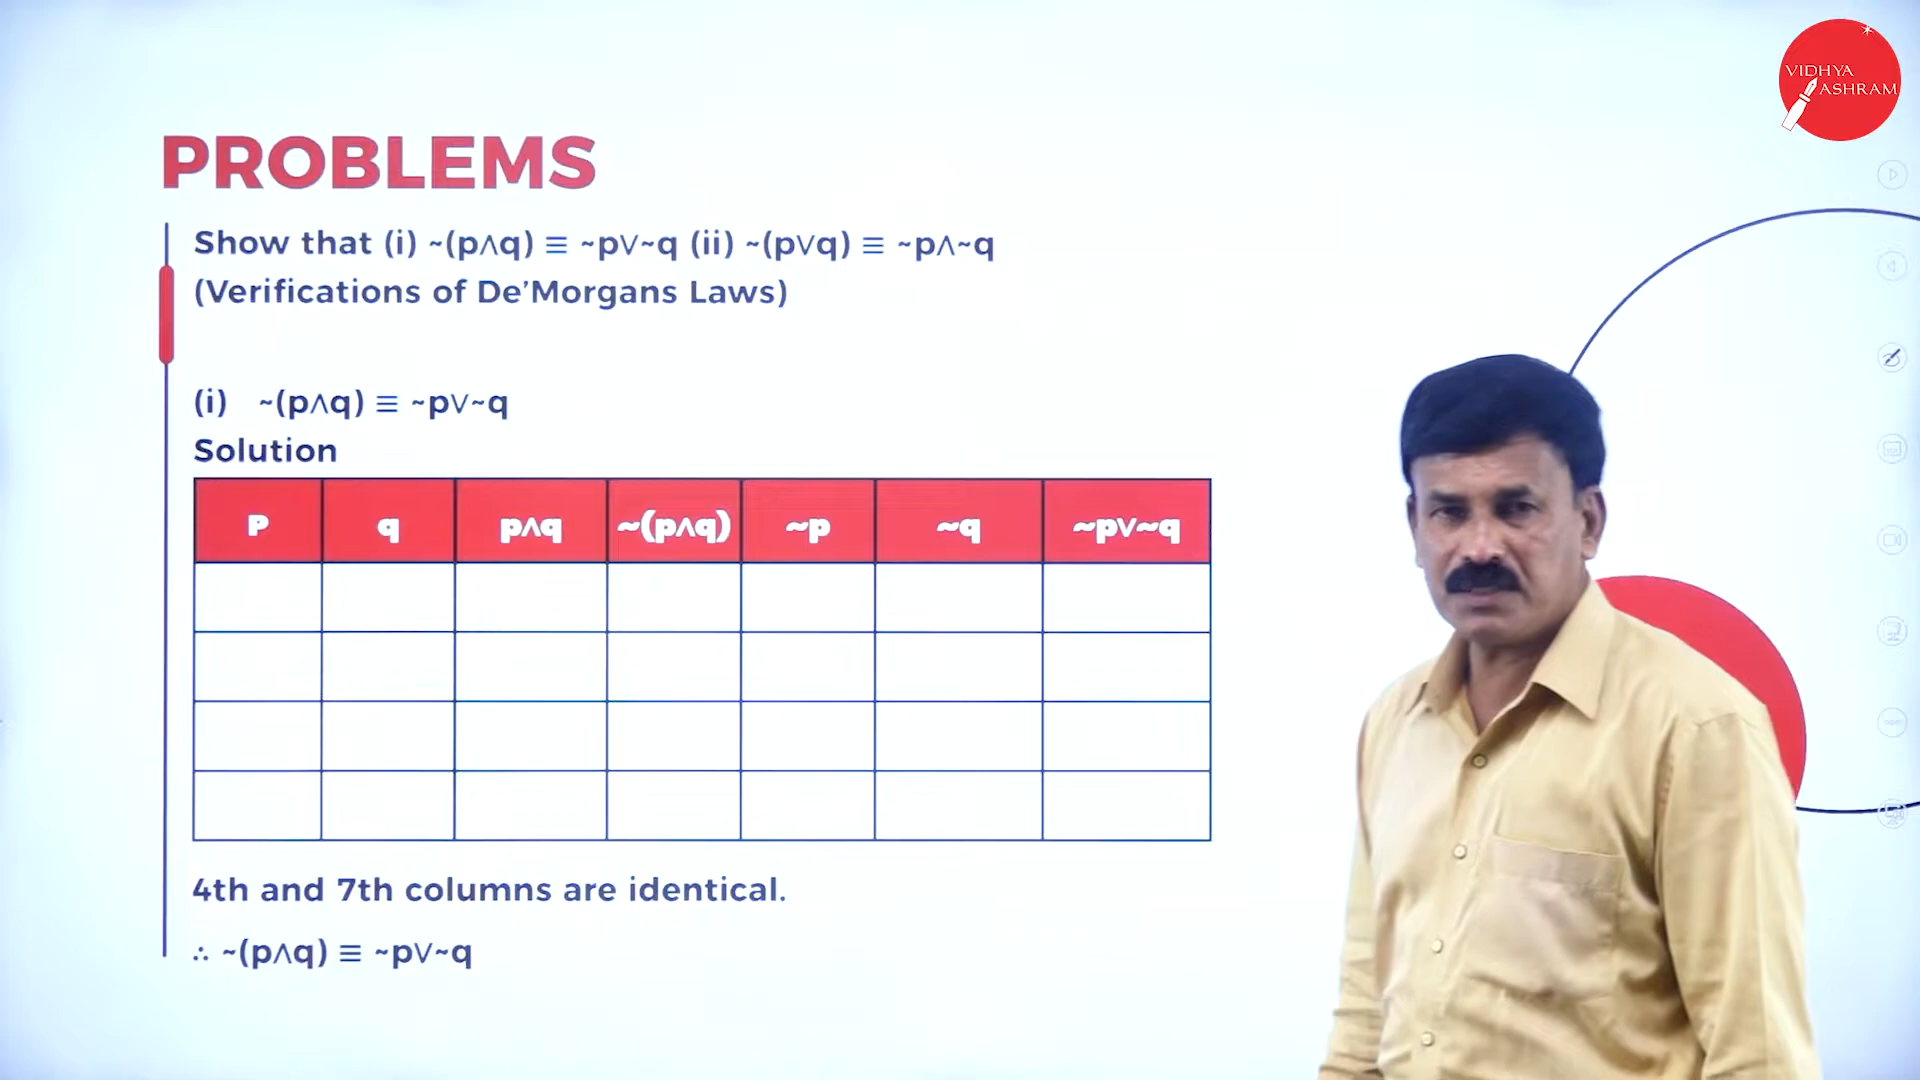 VIDHYA
ASHRAM
PROBLEMS
Show that (i) ~(p∧q) ≡ ~p∨~q (ii) ~(p∨q) ≡ ~p∧~q
(Verifications of De’Morgans Laws)
(i) ~(p∧q) ≡ ~p∨~q
Solution
P q p∧q ~(p∧q) ~p ~q ~p∨~q
4th and 7th columns are identical.
∴ ~(p∧q) ≡ ~p∨~q